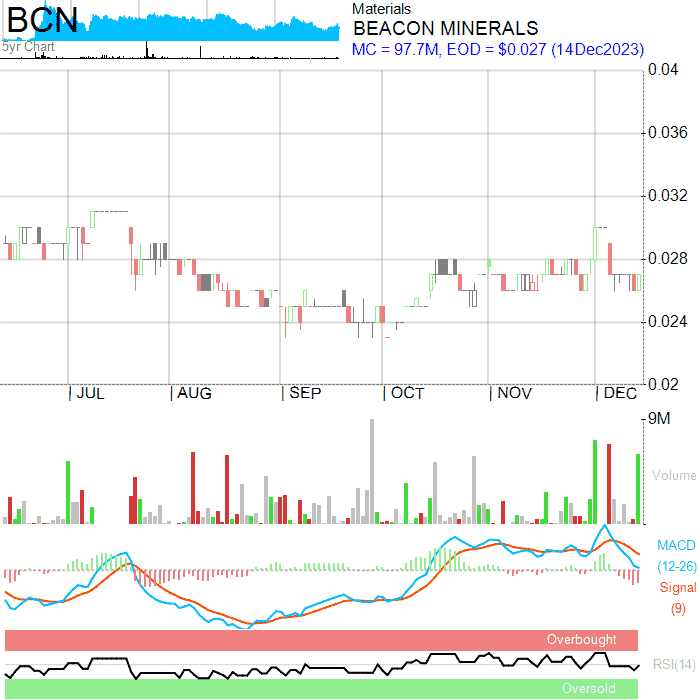 BCN
5yr Chart
Materials
BEACON MINERALS
MC = 97.7M, EOD = $0.027 (14Dec2023)
0.04
0.036
0.032
0.028
0.024
0.02
JUL AUG SEP OCT NOV DEC
9M
Volume
MACD
(12-26)
Signal
(9)
Overbought
RSI(14)
Oversold